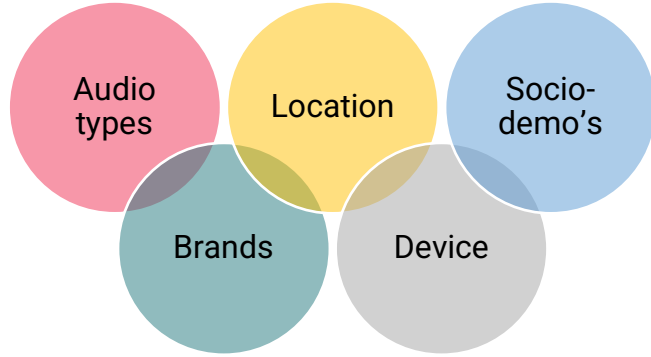 Audio
types
Location
Socio-
demo's
Brands
Device